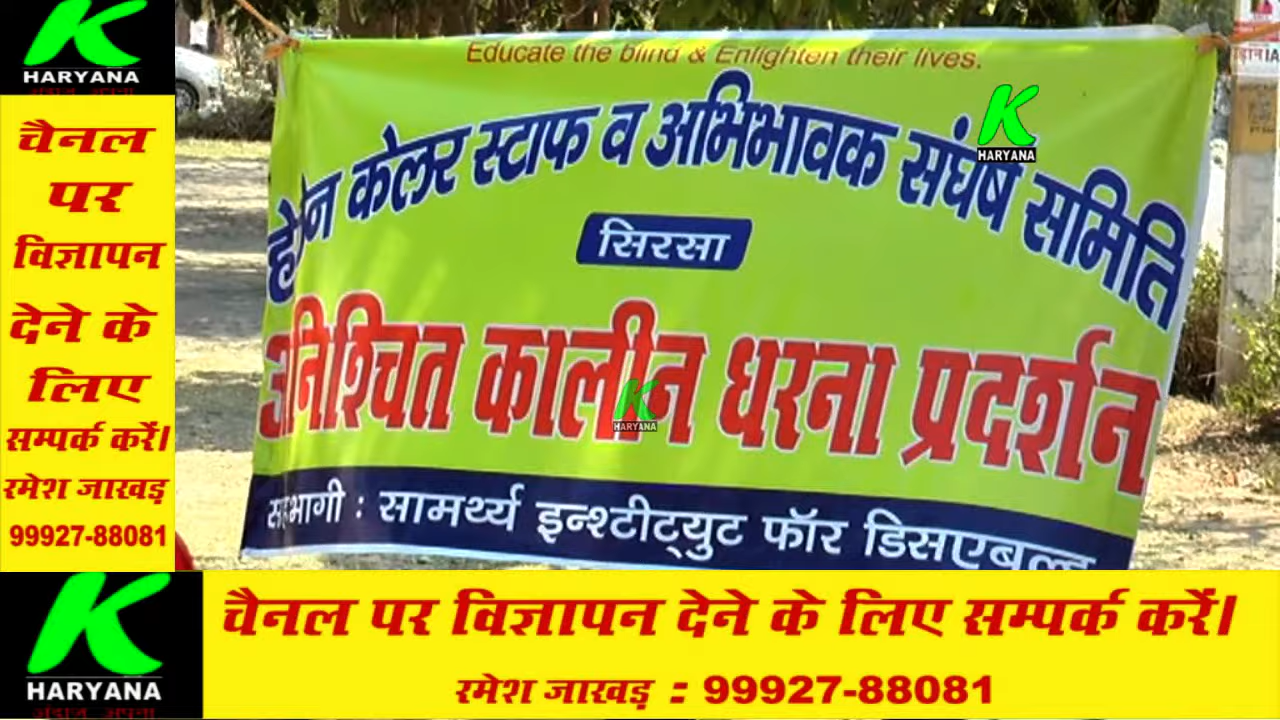 K
HARYANA
चैनल
पर
विज्ञापन
देने के
लिए
सम्पर्क करें।
रमेश जाखड़
99927-88081
Educate the blind & Enlighten their lives.
केलर स्टाफ व अभिभावक संघर्ष समिति
K
HARYANA
सिरसा
अनिश्चित कालीन धरना प्रदर्शन
K
HARYANA
सहभागी : सामर्थ्य इन्श्टीट्युट फॉर डिसएबल्ड
K
HARYANA
चैनल पर विज्ञापन देने के लिए सम्पर्क करें।
रमेश जाखड़ : 99927-88081